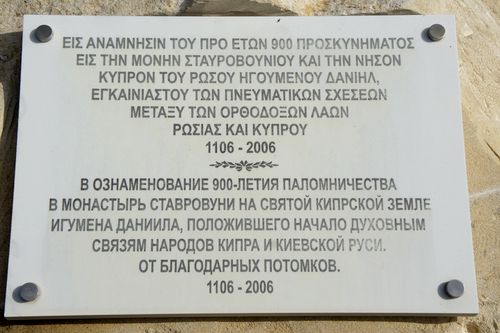 ΕΙΣ ΑΝΑΜΝΗΣΙΝ ΤΟΥ ΠΡΟ ΕΤΩΝ 900 ΠΡΟΣΚΥΝΗΜΑΤΟΣ
ΕΙΣ ΤΗΝ ΜΟΝΗΝ ΣΤΑΥΡΟΒΟΥΝΙΟΥ ΚΑΙ ΤΗΝ ΝΗΣΟΝ
ΚΥΠΡΟΝ ΤΟΥ ΡΩΣΟΥ ΗΓΟΥΜΕΝΟΥ ΔΑΝΙΗΛ,
ΕΓΚΑΙΝΙΑΣΤΟΥ ΤΩΝ ΠΝΕΥΜΑΤΙΚΩΝ ΣΧΕΣΕΩΝ
ΜΕΤΑΞΥ ΤΩΝ ΟΡΘΟΔΟΞΩΝ ΛΑΩΝ
ΡΩΣΙΑΣ ΚΑΙ ΚΥΠΡΟΥ
1106 - 2006
В ОЗНАМЕНОВАНИЕ 900-ЛЕТИЯ ПАЛОМНИЧЕСТВА
В МОНАСТЫРЬ СТАВРОВУНИ НА СВЯТОЙ КИПРСКОЙ ЗЕМЛЕ
ИГУМЕНА ДАНИИЛА, ПОЛОЖИВШЕГО НАЧАЛО ДУХОВНЫМ
СВЯЗЯМ НАРОДОВ КИПРА И КИЕВСКОЙ РУСИ.
ОТ БЛАГОДАРНЫХ ПОТОМКОВ.
1106 - 2006